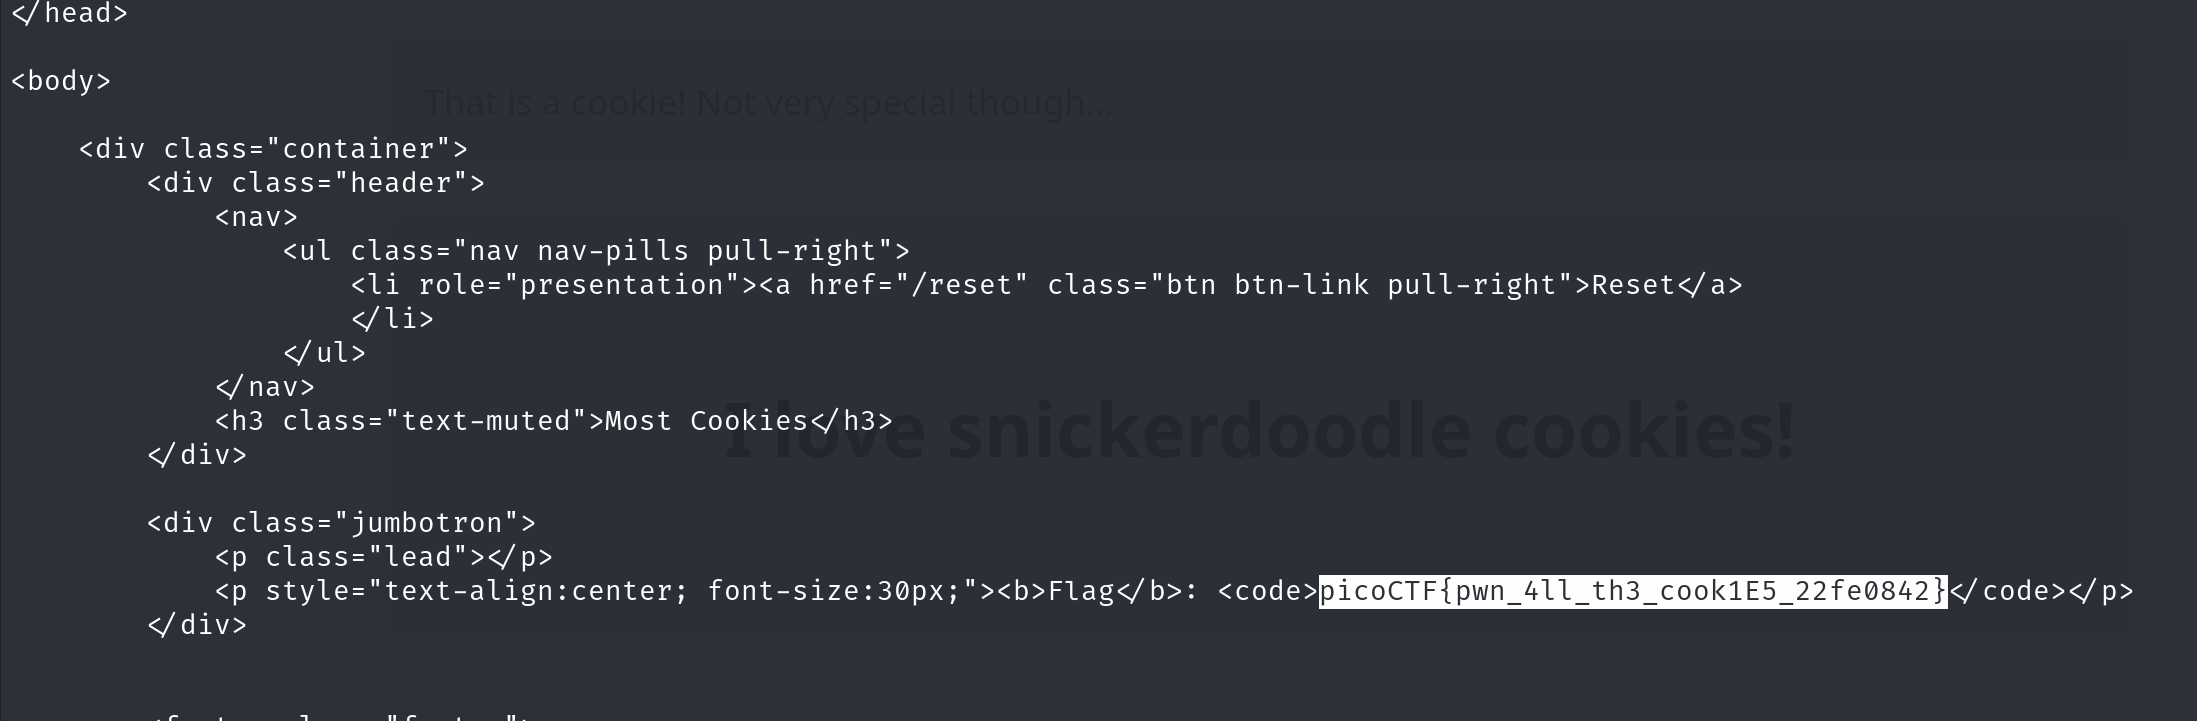 </head>
<body>
That is a cookie! Not very special though...
<div class="container">
<div class="header">
<nav>
<ul class="nav nav-pills pull-right">
<li role="presentation"><a href="/reset" class="btn btn-link pull-right">Reset</a>
</li>
</ul>
</nav>
<h3 class="text-muted">Most Cookies</h3>
I love snickerdoodle cookies!
</div>
<div class="jumbotron">
<p class="lead"></p>
<p style="text-align:center; font-size:30px;"><b>Flag</b>: <code>picoCTF{pwn_4ll_th3_cook1E5_22fe0842}</code></p>
</div>